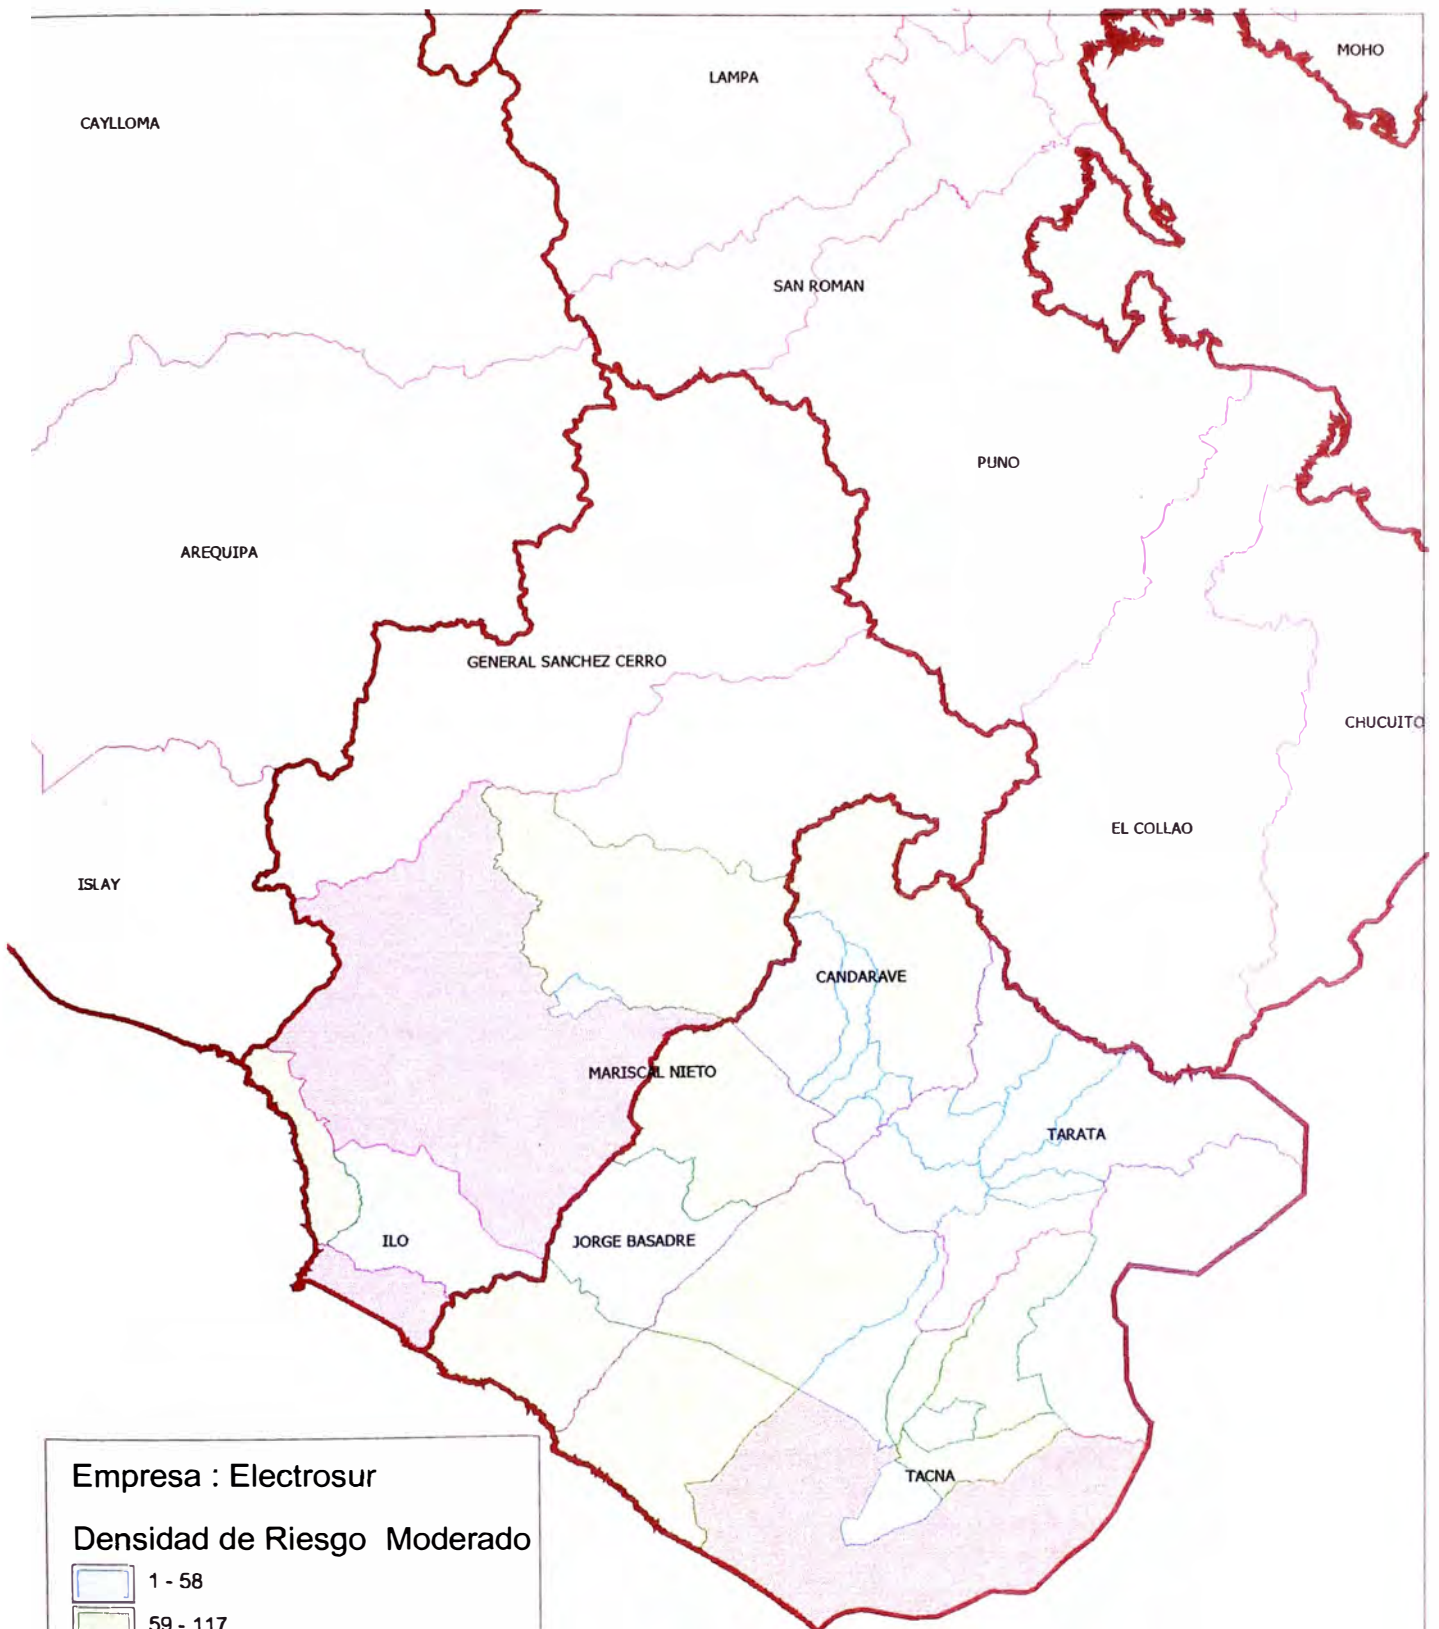 MOHO
LAMPA
CAYLLOMA
SAN ROMAN
PUNO
AREQUIPA
GENERAL SANCHEZ CERRO
CHUCUITO
EL COLLAO
ISLAY
CANDARAVE
MARISCAL NIETO
TARATA
ILO
JORGE BASADRE
TACNA
Empresa : Electrosur
Densidad de Riesgo Moderado
1 - 58
59 - 117